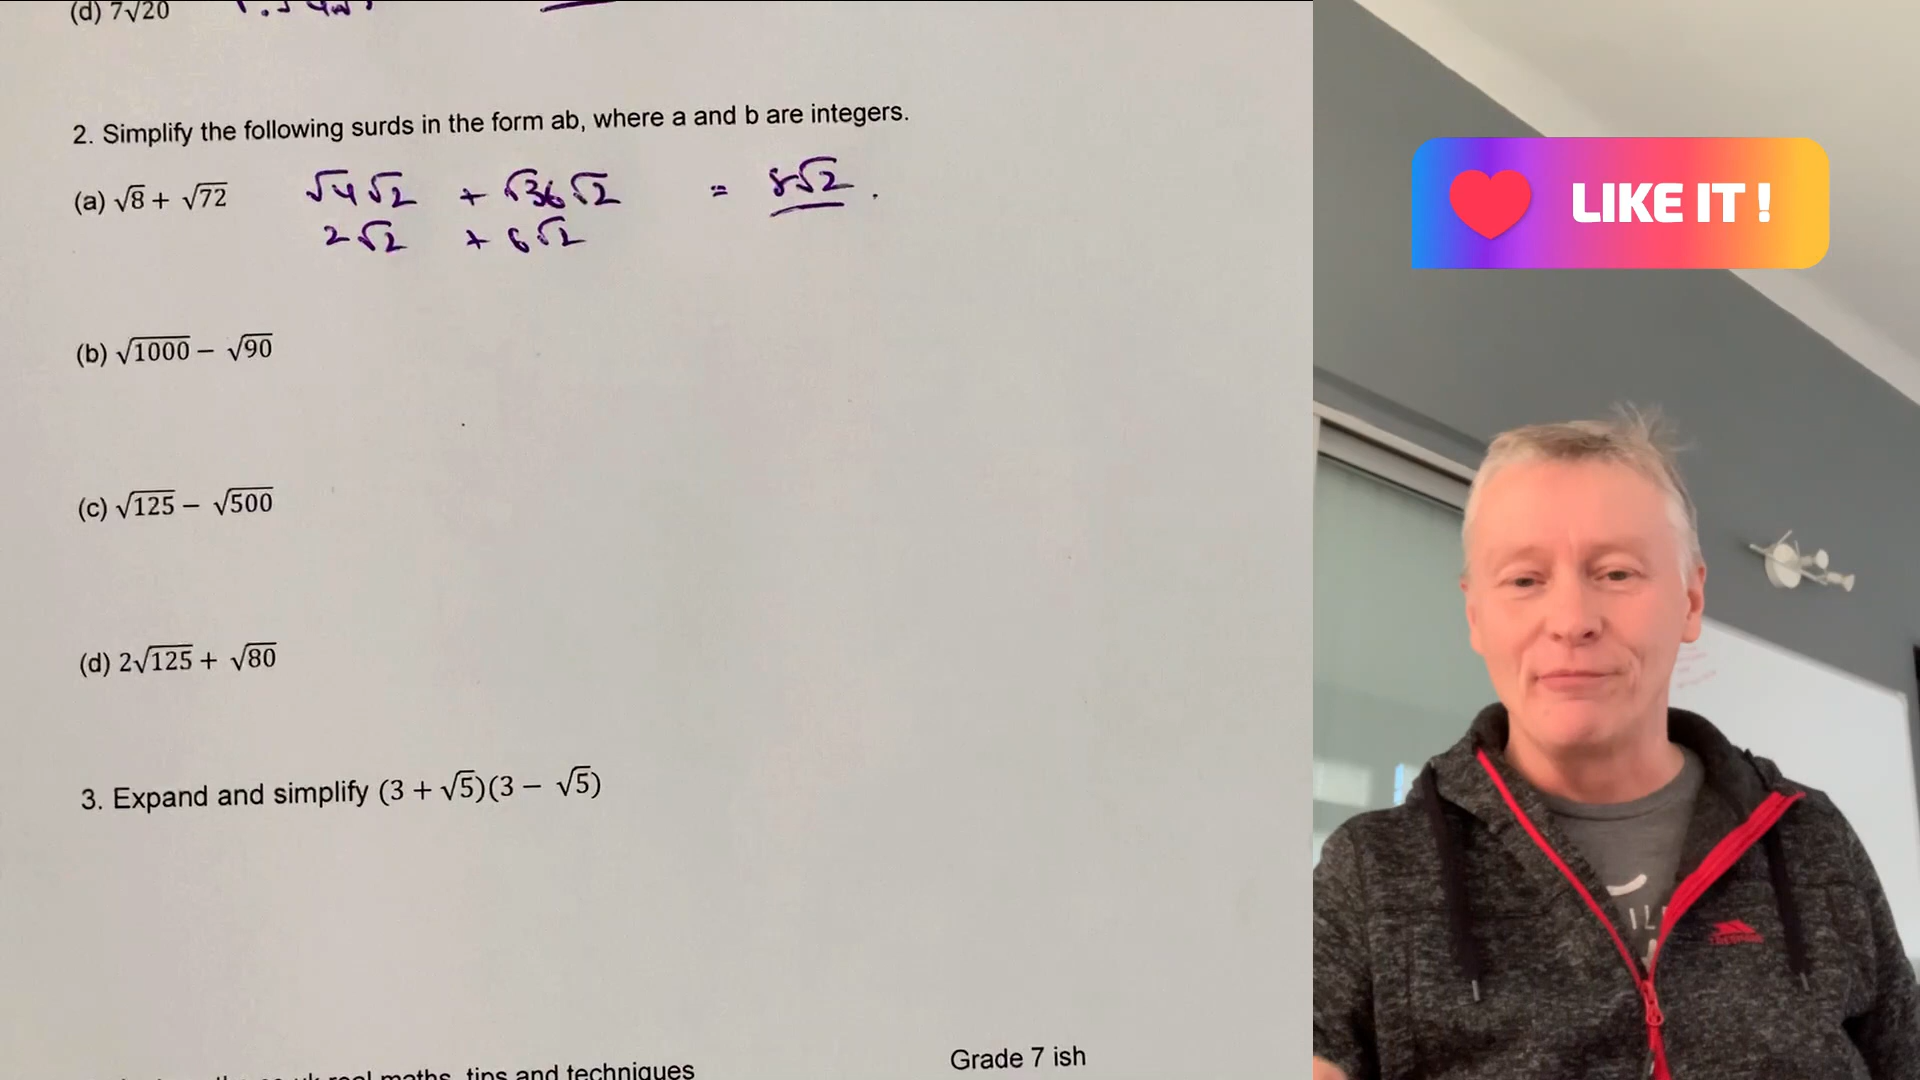 (d) 7√20
2. Simplify the following surds in the form ab, where a and b are integers.
(a) √8 + √72 √4√2 + √36√2 = 8√2.
2√2 + 6√2
(b) √1000 − √90
(c) √125 − √500
(d) 2√125 + √80
3. Expand and simplify (3 + √5)(3 − √5)
Grade 7 ish
real maths, tips and techniques
LIKE IT !